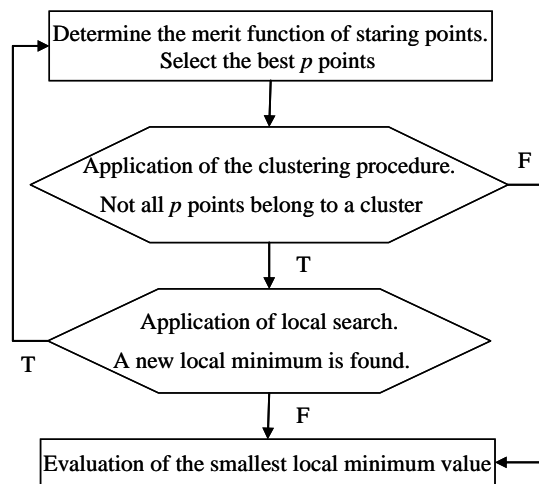 Determine the merit function of staring points.
Select the best p points
Application of the clustering procedure.
F
Not all p points belong to a cluster
T
Application of local search.
A new local minimum is found.
T
F
Evaluation of the smallest local minimum value